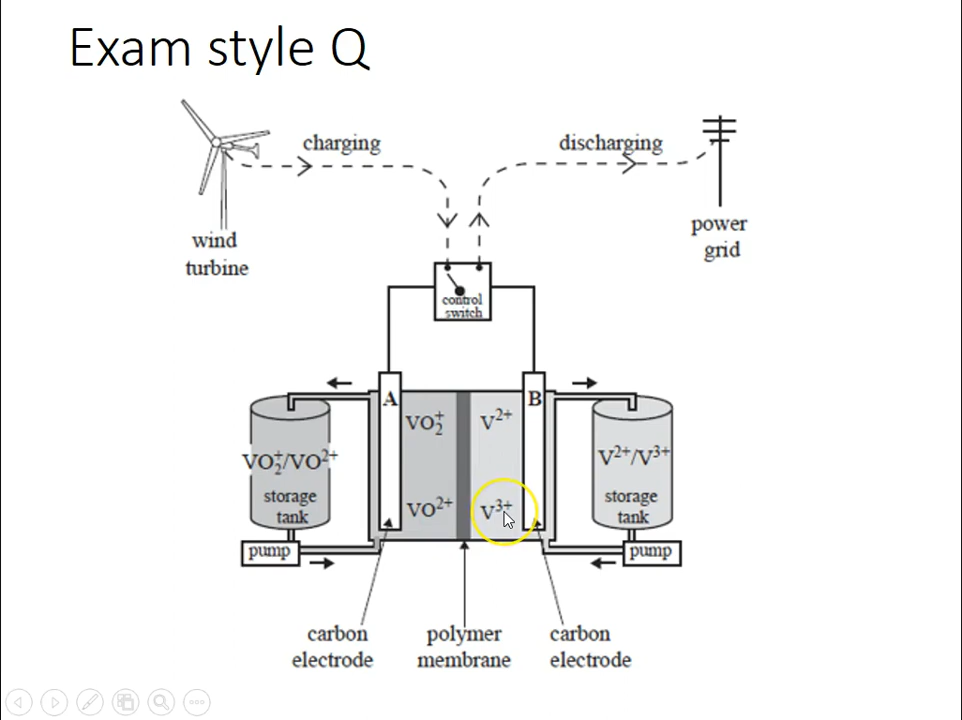 Exam style Q
charging
discharging
wind
turbine
power
grid
control
switch
A
B
VO₂⁺
V²⁺
VO₂⁺/VO²⁺
storage
tank
VO²⁺
V³⁺
V²⁺/V³⁺
storage
tank
pump
pump
carbon
electrode
polymer
membrane
carbon
electrode